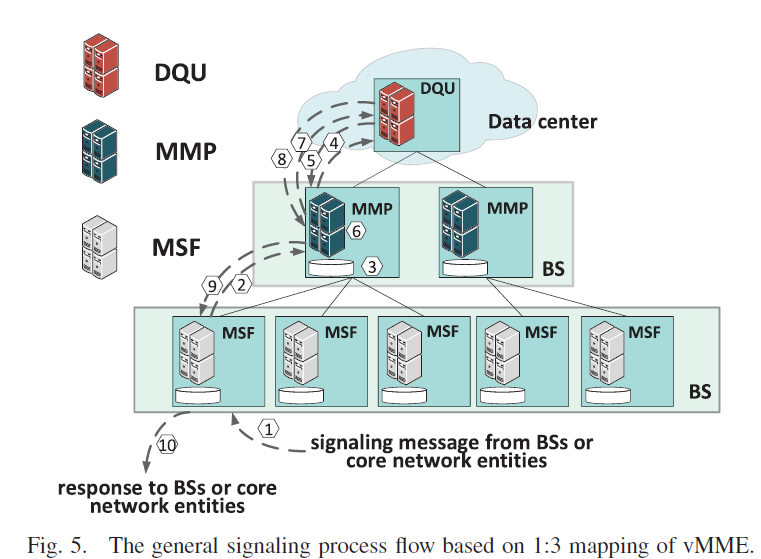 DQU
MMP
MSF
DQU
Data center
7
4
8
5
MMP
MMP
6
3
BS
9
2
MSF
MSF
MSF
MSF
MSF
BS
1
10
signaling message from BSs or
core network entities
response to BSs or core
network entities
Fig. 5. The general signaling process flow based on 1:3 mapping of vMME.